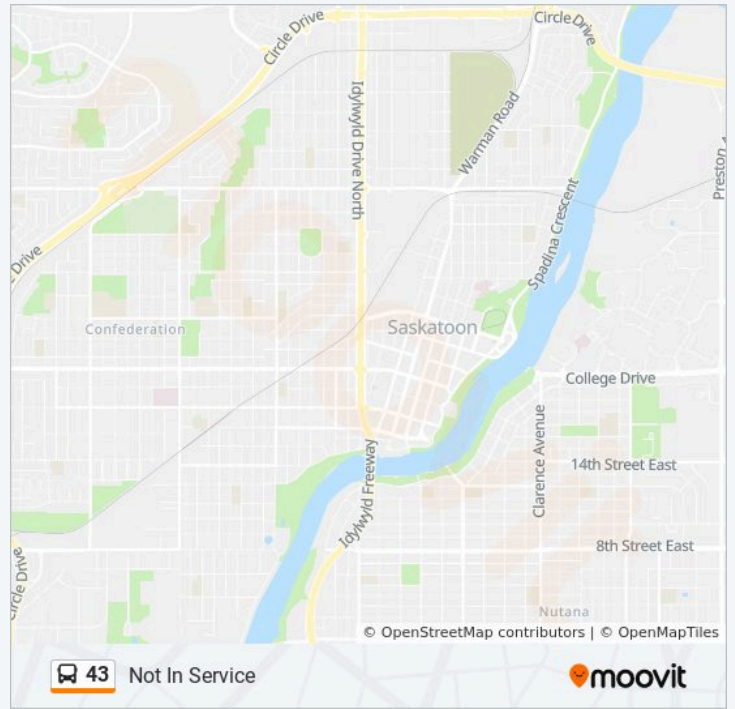 Circle Drive
Circle Drive
Idylwyld Drive North
Warman Road
Preston A
Spadina Crescent
Drive
Confederation
Saskatoon
College Drive
Clarence Avenue
14th Street East
Idylwyld Freeway
8th Street East
Circle Drive
Nutana
© OpenStreetMap contributors | © OpenMapTiles
43 Not In Service
moovit